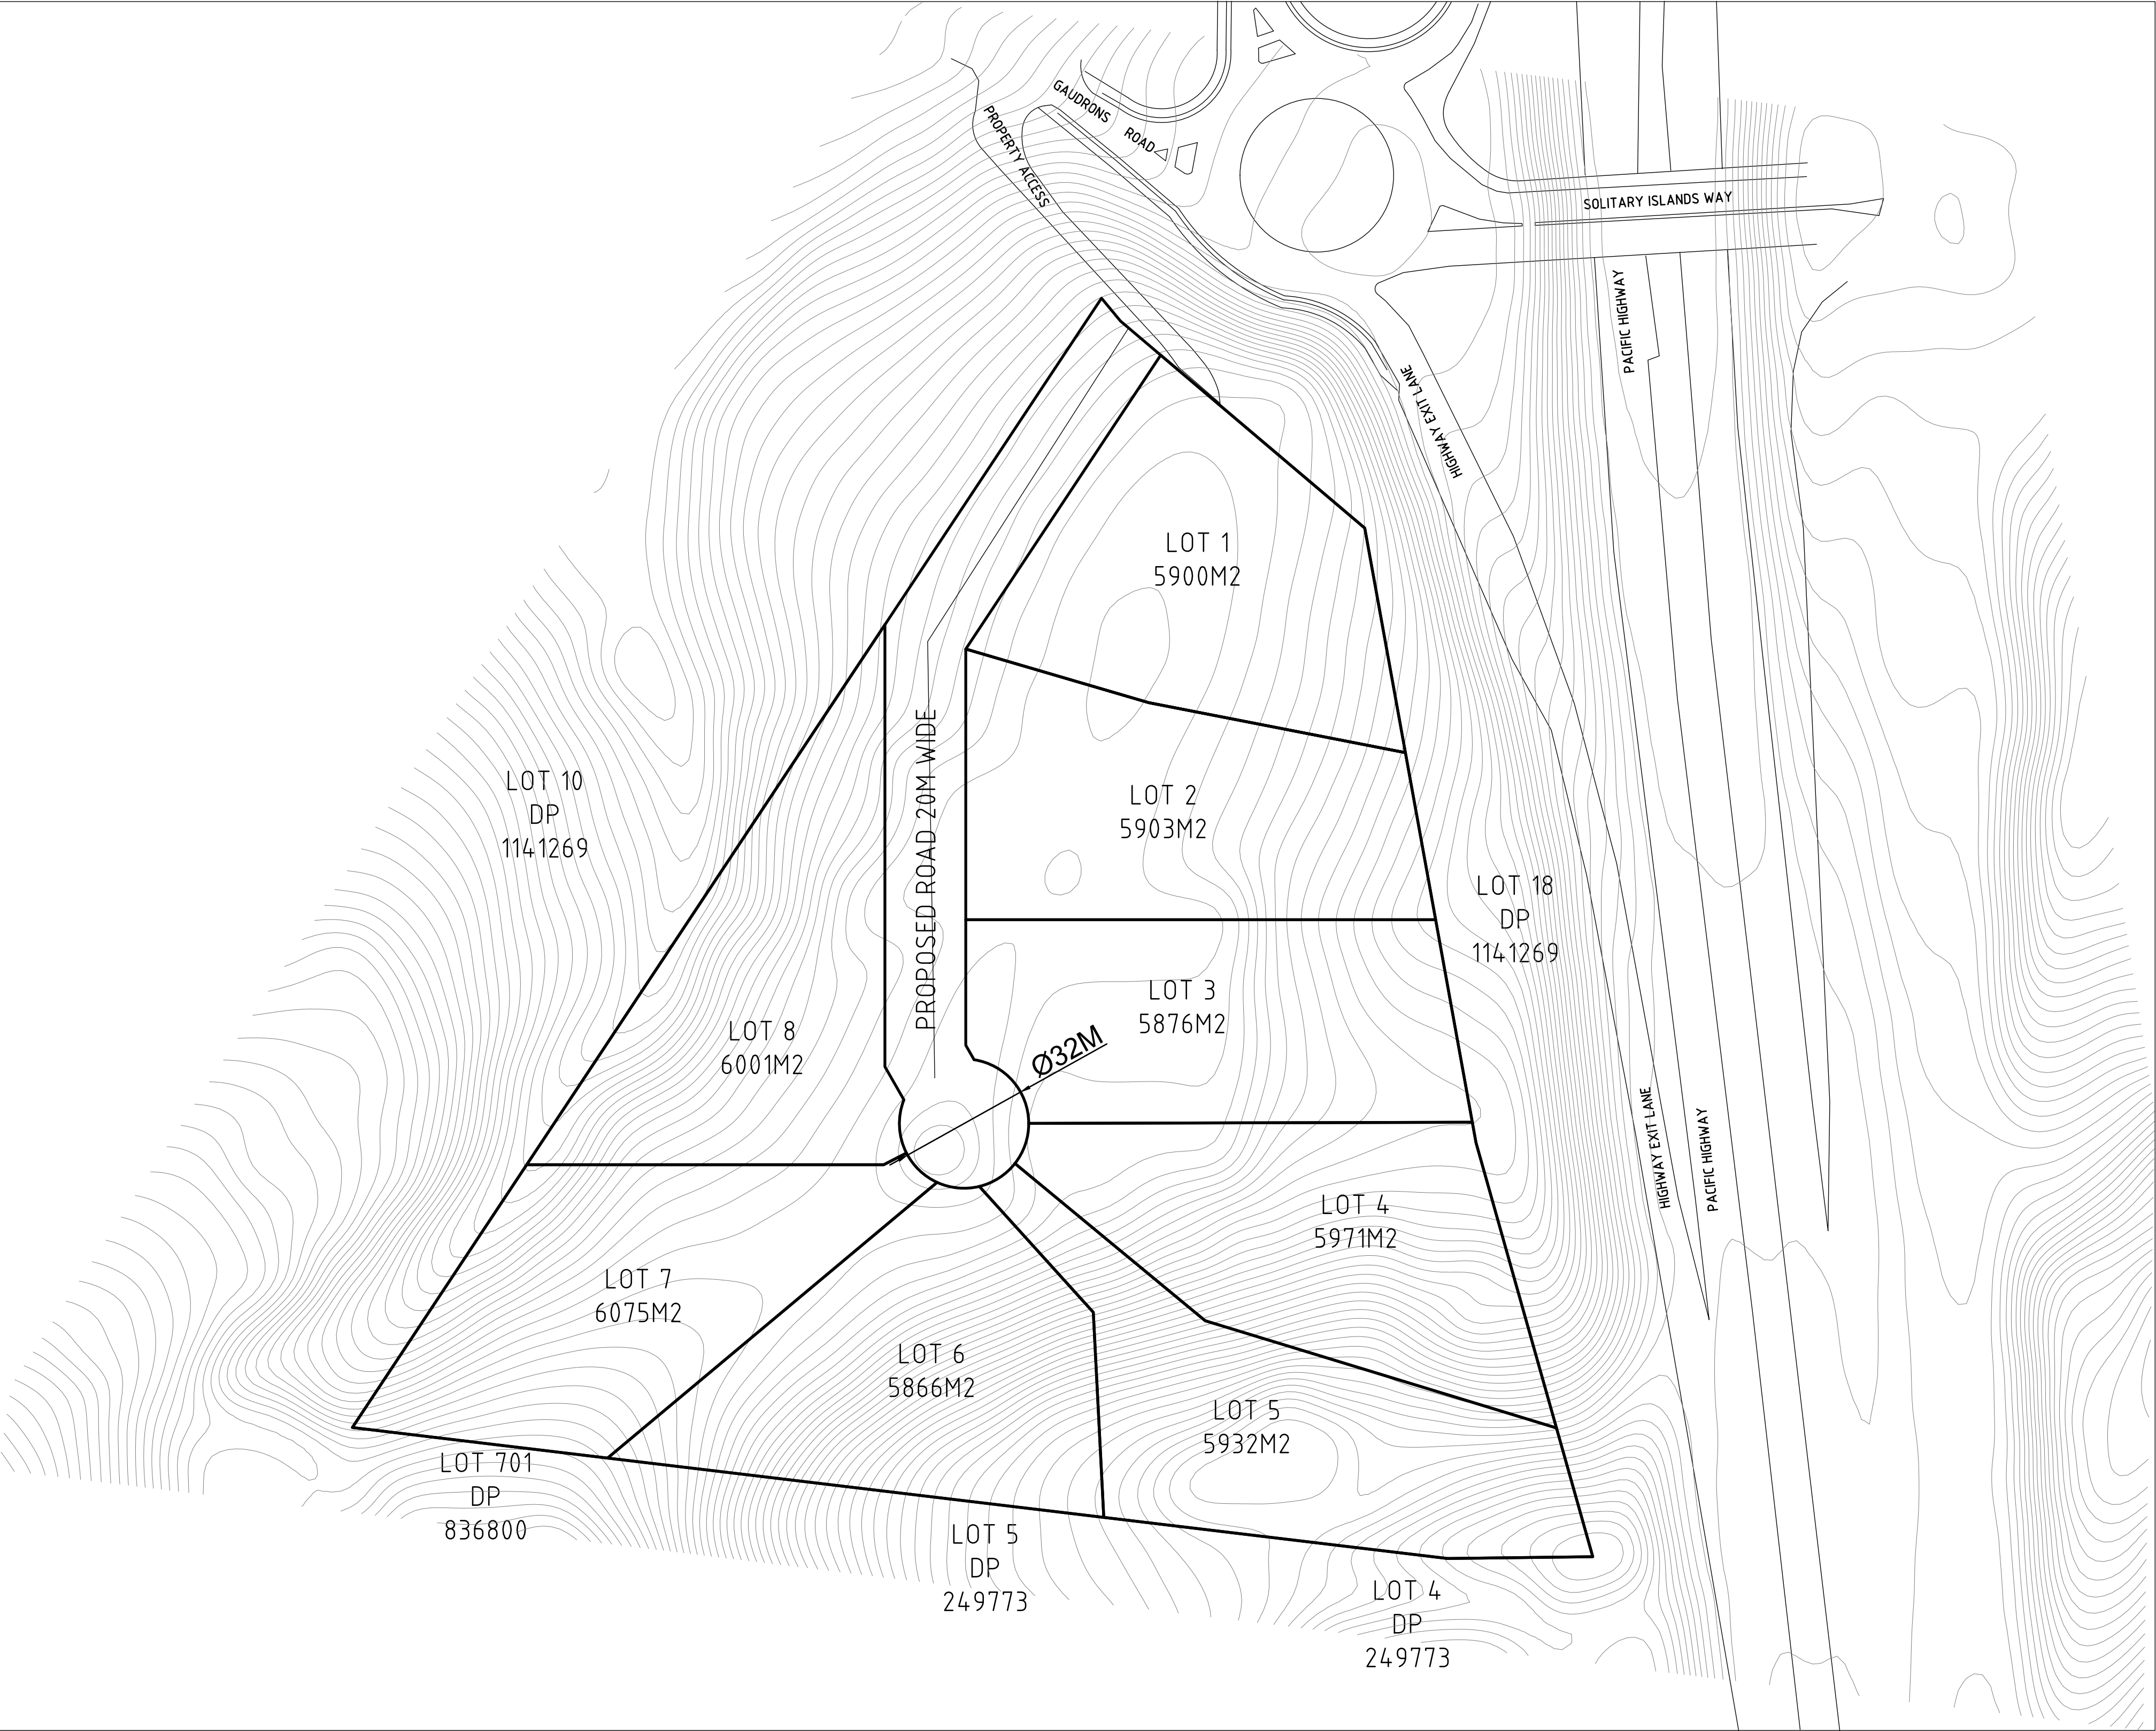 GAUDRONS
ROAD
PROPERTY ACCESS
SOLITARY ISLANDS WAY
PACIFIC HIGHWAY
HIGHWAY EXIT LANE
LOT 1
5900M2
LOT 10
DP
1141269
PROPOSED ROAD 20M WIDE
LOT 2
5903M2
LOT 18
DP
1141269
LOT 3
5876M2
LOT 8
6001M2
Ø32M
HIGHWAY EXIT LANE
PACIFIC HIGHWAY
LOT 4
5971M2
LOT 7
6075M2
LOT 6
5866M2
LOT 5
5932M2
LOT 701
DP
836800
LOT 5
DP
249773
LOT 4
DP
249773